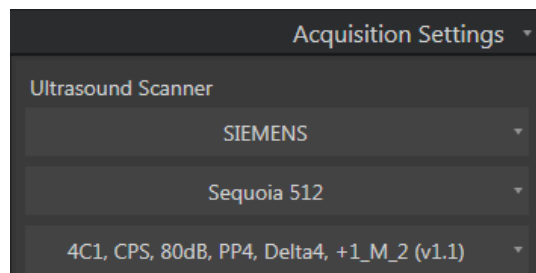 Acquisition Settings
Ultrasound Scanner
SIEMENS
Sequoia 512
4C1, CPS, 80dB, PP4, Delta4, +1_M_2 (v1.1)